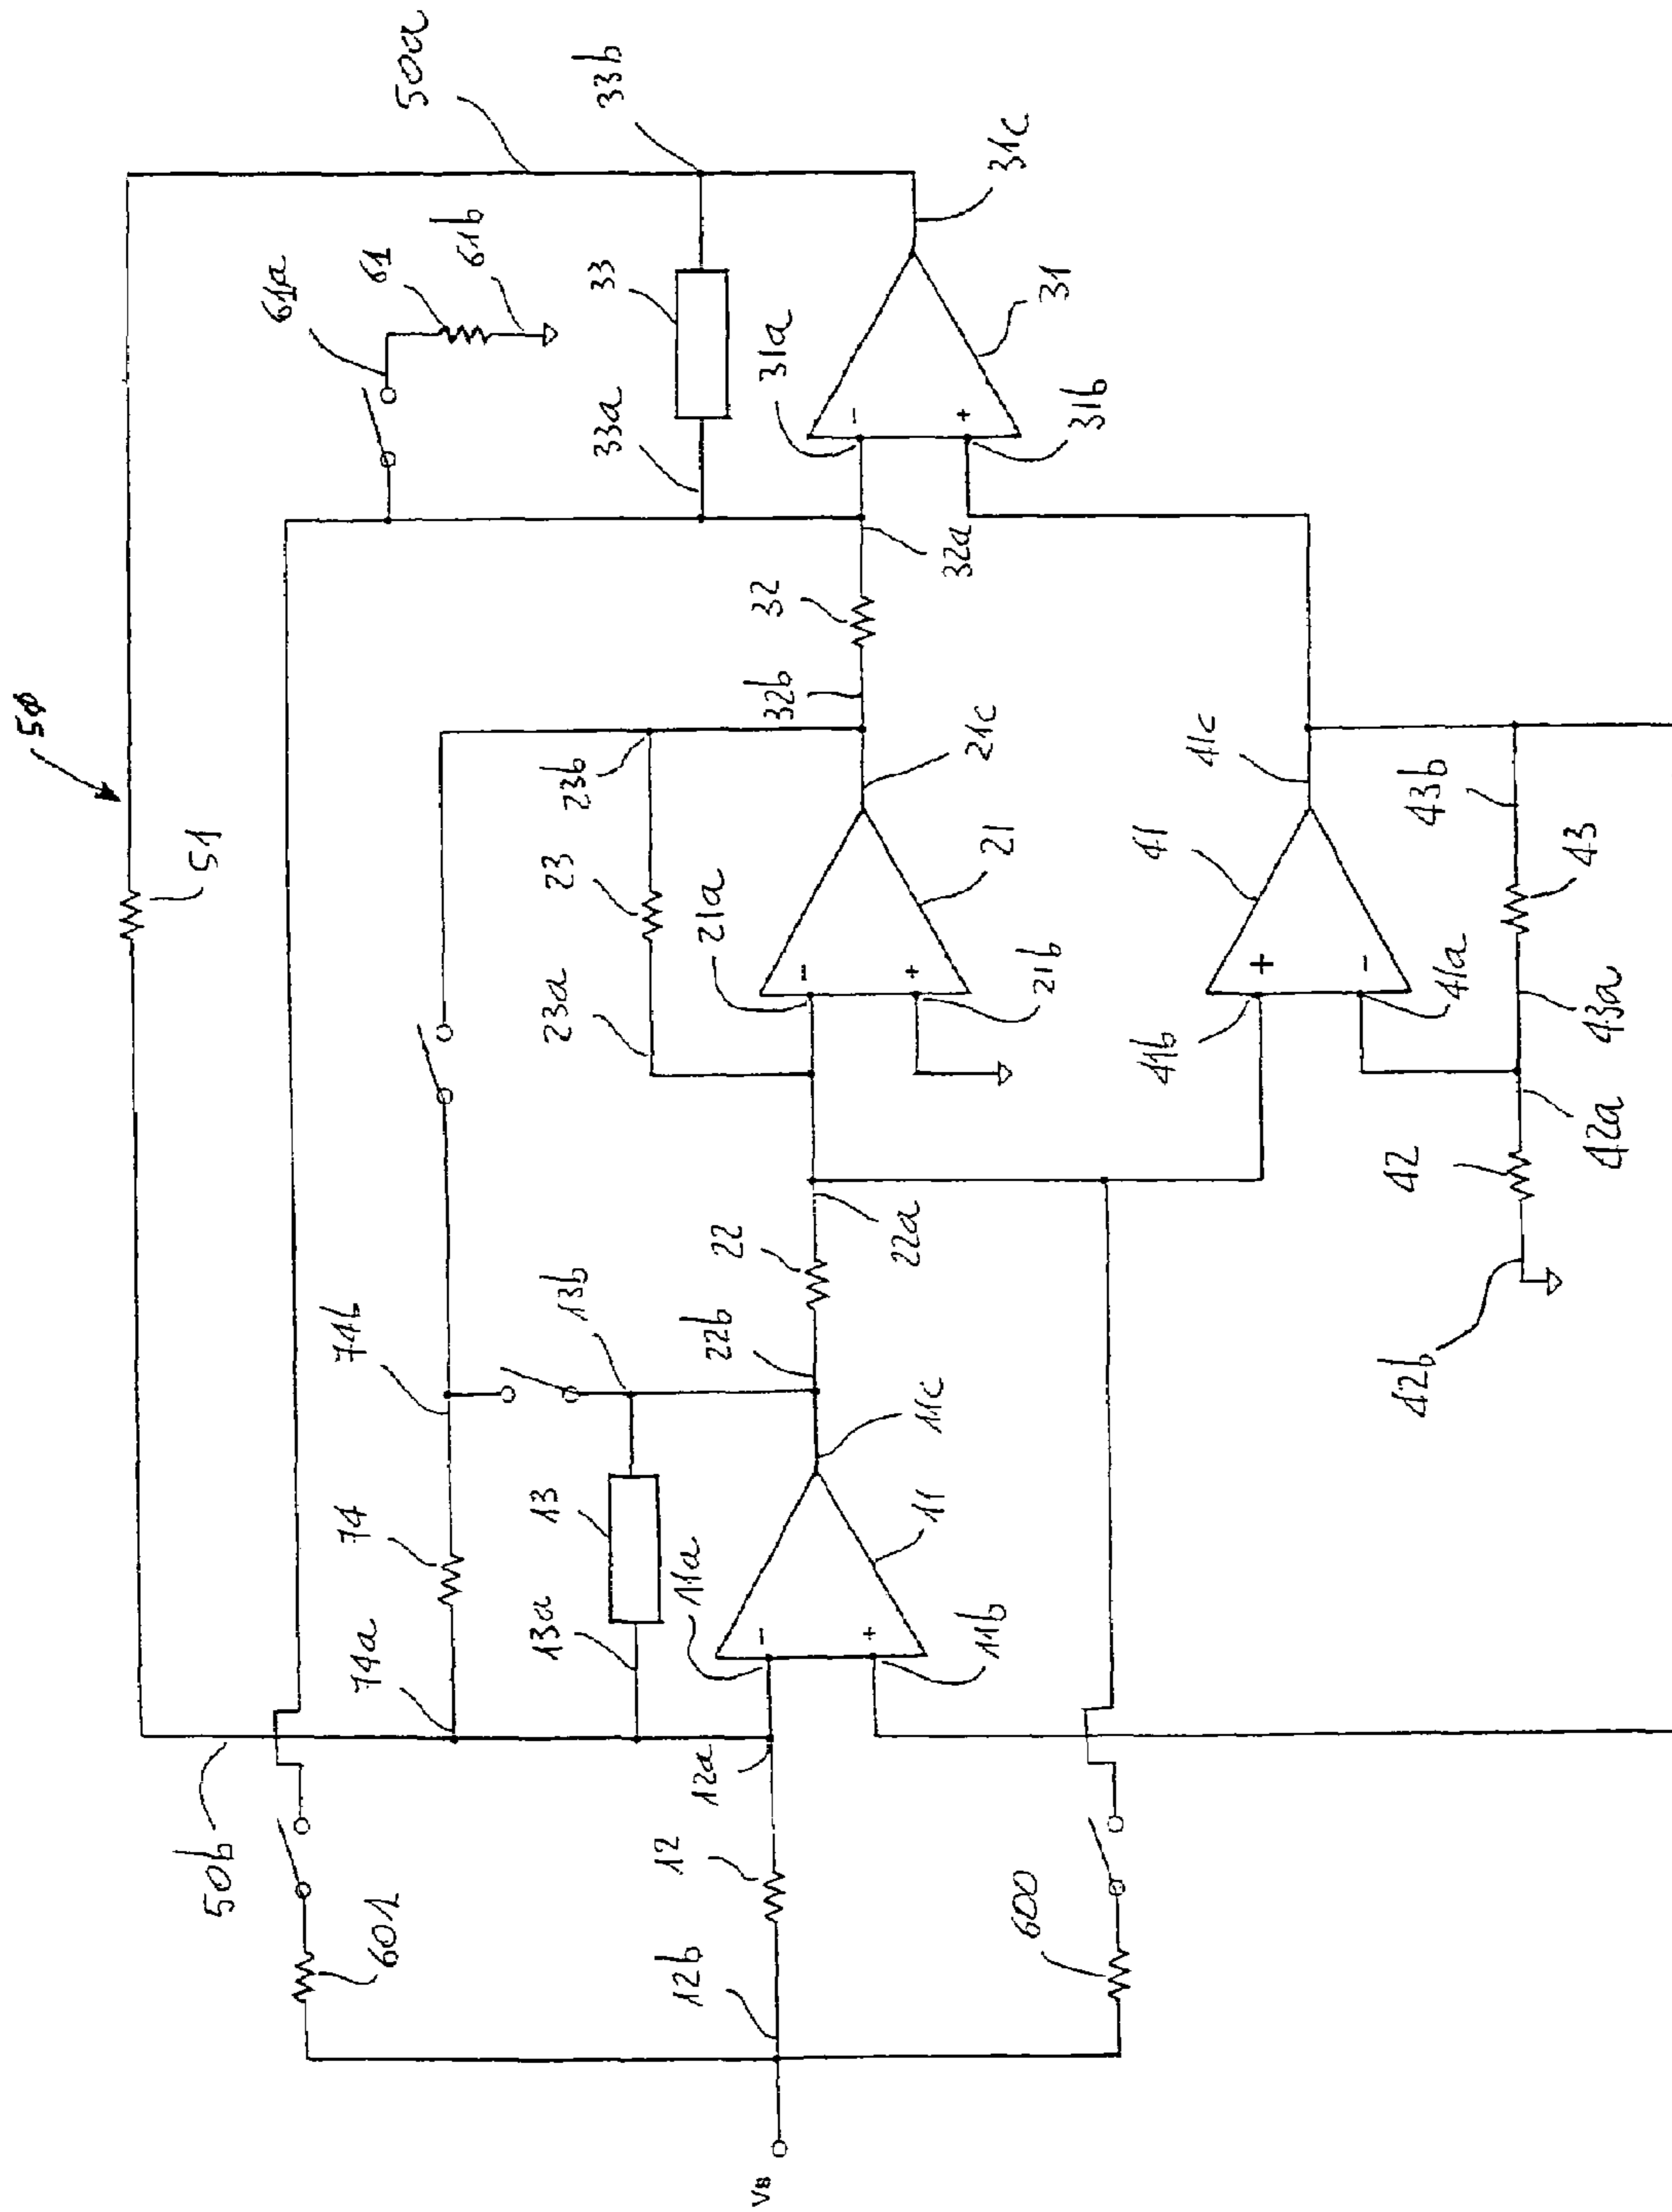 50
51
50a
50b
601
61a
61
61b
33b
33
33a
74b
74
74a
13b
13
13a
23b
23
23a
31a
-
+
31b
31
31c
32a
32
32b
21a
-
+
21b
21
21c
22a
22
22b
11a
-
+
11b
11
11c
12a
12
12b
Vs
600
41
41c
41b
+
-
41a
43b
43
43a
42a
42
42b